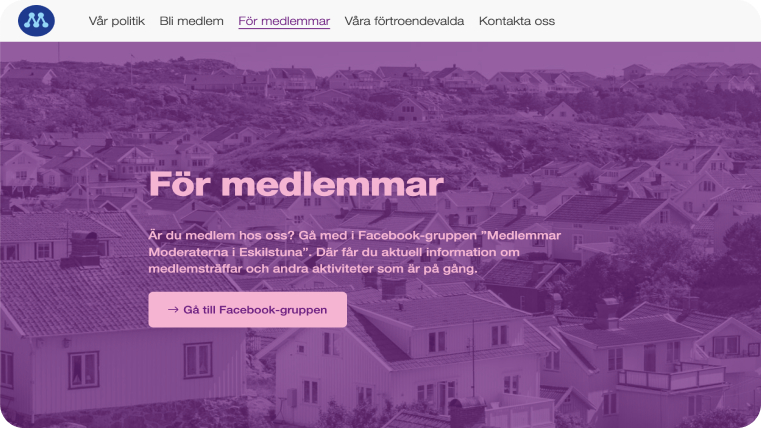 M
Vår politik Bli medlem För medlemmar Våra förtroendevalda Kontakta oss
För medlemmar
Är du medlem hos oss? Gå med i Facebook-gruppen "Medlemmar
Moderaterna i Eskilstuna". Där får du aktuell information om
medlemsträffar och andra aktiviteter som är på gång.
→ Gå till Facebook-gruppen